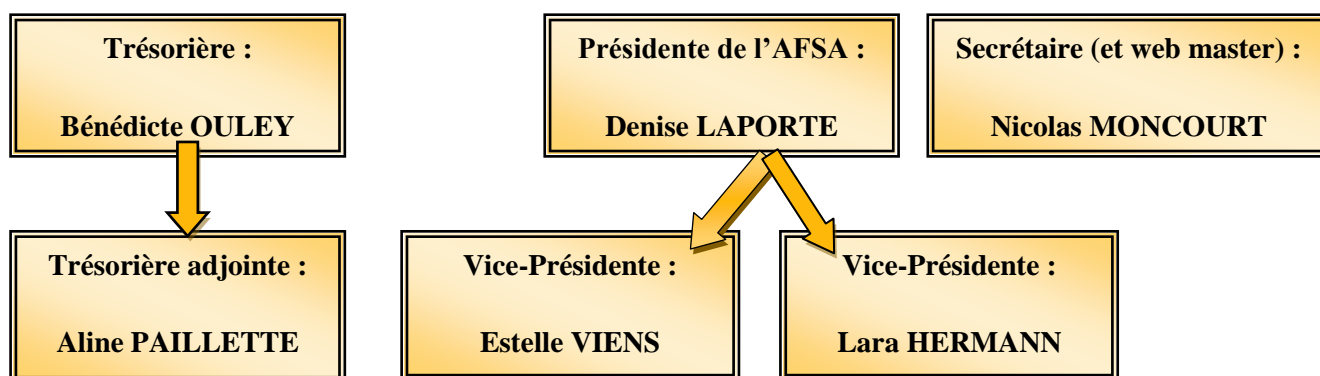 Trésorière :
Bénédicte OULEY
Présidente de l’AFSA :
Denise LAPORTE
Secrétaire (et web master) :
Nicolas MONCOURT
Trésorière adjointe :
Aline PAILLETTE
Vice-Présidente :
Estelle VIENS
Vice-Présidente :
Lara HERMANN